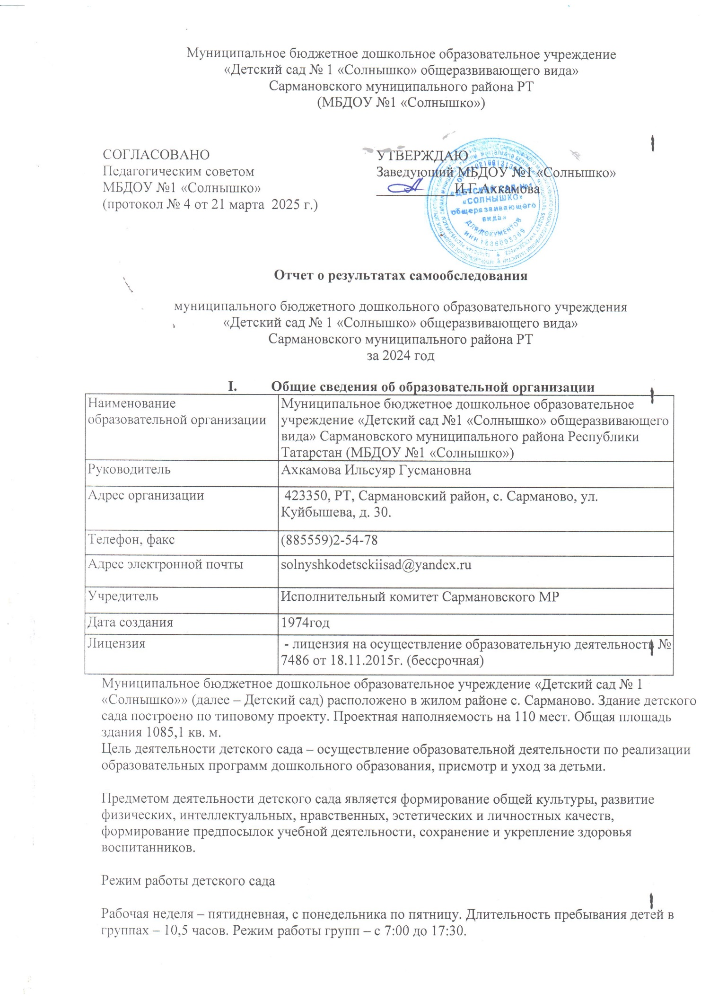 Муниципальное бюджетное дошкольное образовательное учреждение
«Детский сад № 1 «Солнышко» общеразвивающего вида»
Сармановского муниципального района РТ
(МБДОУ №1 «Солнышко»)
СОГЛАСОВАНО
Педагогическим советом
МБДОУ №1 «Солнышко»
(протокол № 4 от 21 марта 2025 г.)
УТВЕРЖДАЮ
Заведующий МБДОУ №1 «Солнышко»
___________И.Г.Ахкамова
«ДЕТСКИЙ САД №1
«СОЛНЫШКО»
общеразвивающего
вида»
ДЛЯ ДОКУМЕНТОВ
ИНН 1636003369
Отчет о результатах самообследования
муниципального бюджетного дошкольного образовательного учреждения
«Детский сад № 1 «Солнышко» общеразвивающего вида»
Сармановского муниципального района РТ
за 2024 год
I. Общие сведения об образовательной организации
Наименование
образовательной организации
Муниципальное бюджетное дошкольное образовательное
учреждение «Детский сад №1 «Солнышко» общеразвивающего
вида» Сармановского муниципального района Республики
Татарстан (МБДОУ №1 «Солнышко»)
Руководитель
Ахкамова Ильсуяр Гусмановна
Адрес организации
423350, РТ, Сармановский район, с. Сарманово, ул.
Куйбышева, д. 30.
Телефон, факс
(885559)2-54-78
Адрес электронной почты
solnyshkodetsckiisad@yandex.ru
Учредитель
Исполнительный комитет Сармановского МР
Дата создания
1974год
Лицензия
- лицензия на осуществление образовательную деятельность №
7486 от 18.11.2015г. (бессрочная)
Муниципальное бюджетное дошкольное образовательное учреждение «Детский сад № 1
«Солнышко»» (далее – Детский сад) расположено в жилом районе с. Сарманово. Здание детского
сада построено по типовому проекту. Проектная наполняемость на 110 мест. Общая площадь
здания 1085,1 кв. м.
Цель деятельности детского сада – осуществление образовательной деятельности по реализации
образовательных программ дошкольного образования, присмотр и уход за детьми.
Предметом деятельности детского сада является формирование общей культуры, развитие
физических, интеллектуальных, нравственных, эстетических и личностных качеств,
формирование предпосылок учебной деятельности, сохранение и укрепление здоровья
воспитанников.
Режим работы детского сада
Рабочая неделя – пятидневная, с понедельника по пятницу. Длительность пребывания детей в
группах – 10,5 часов. Режим работы групп – с 7:00 до 17:30.